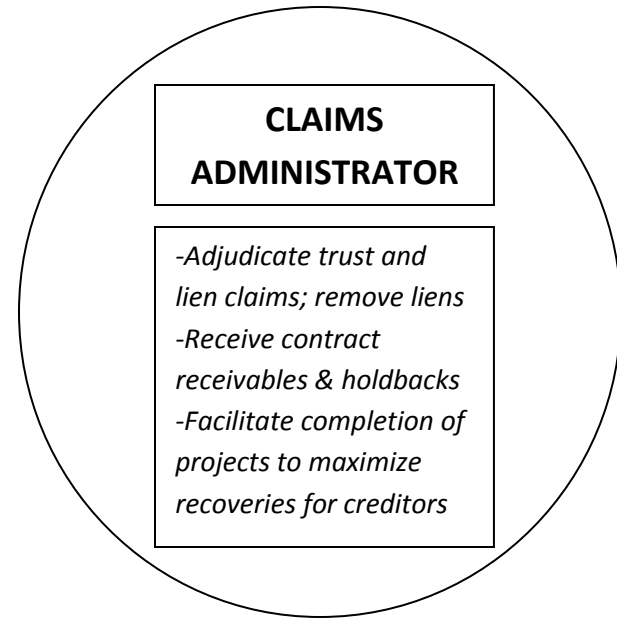 CLAIMS
ADMINISTRATOR
-Adjudicate trust and
lien claims; remove liens
-Receive contract
receivables & holdbacks
-Facilitate completion of
projects to maximize
recoveries for creditors